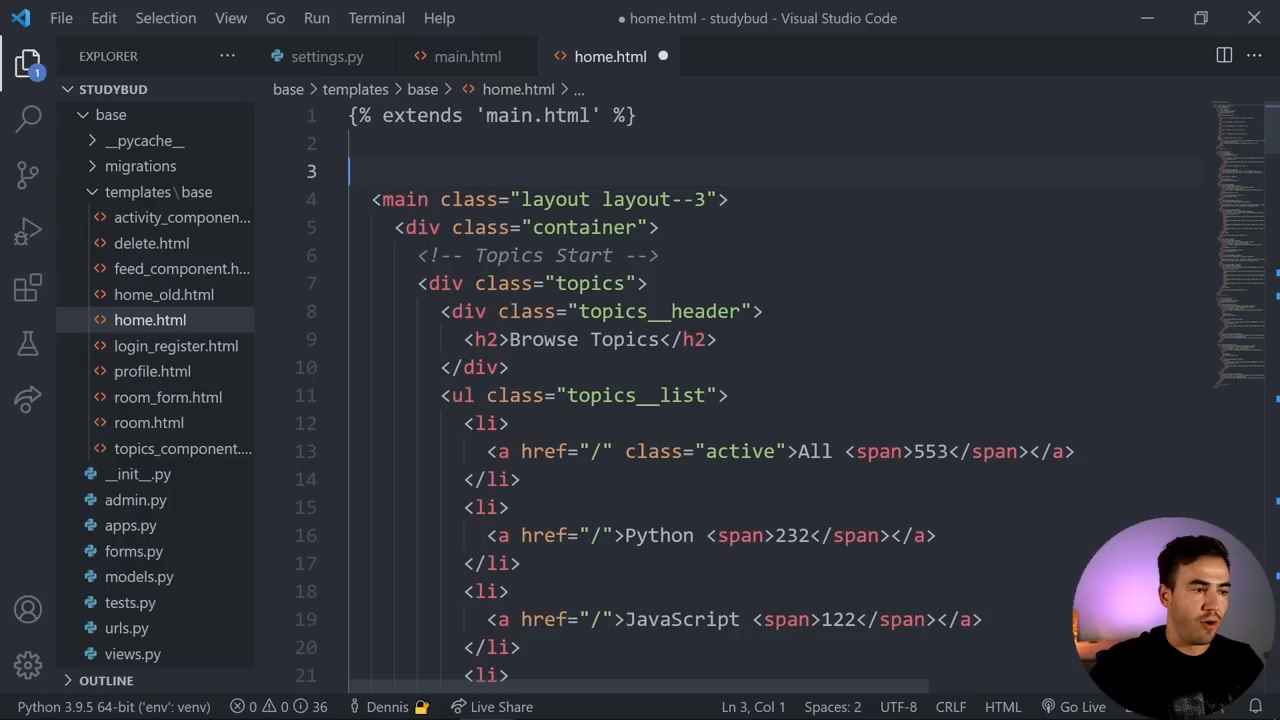 File Edit Selection View Go Run Terminal Help
● home.html - studybud - Visual Studio Code
EXPLORER ...
settings.py
main.html
home.html
STUDYBUD
base
__pycache__
migrations
templates\base
activity_componen...
delete.html
feed_component.h...
home_old.html
home.html
login_register.html
profile.html
room_form.html
room.html
topics_component....
__init__.py
admin.py
apps.py
forms.py
models.py
tests.py
urls.py
views.py
OUTLINE
1
base > templates > base > home.html > ...
1 {% extends 'main.html' %}
2
3
4 <main class="layout layout--3">
5 <div class="container">
6 <!-- Topics Start -->
7 <div class="topics">
8 <div class="topics__header">
9 <h2>Browse Topics</h2>
10 </div>
11 <ul class="topics__list">
12 <li>
13 <a href="/" class="active">All <span>553</span></a>
14 </li>
15 <li>
16 <a href="/">Python <span>232</span></a>
17 </li>
18 <li>
19 <a href="/">JavaScript <span>122</span></a>
20 </li>
21 <li>
Python 3.9.5 64-bit ('env': venv) 0 0 36 Dennis Live Share Ln 3, Col 1 Spaces: 2 UTF-8 CRLF HTML Go Live